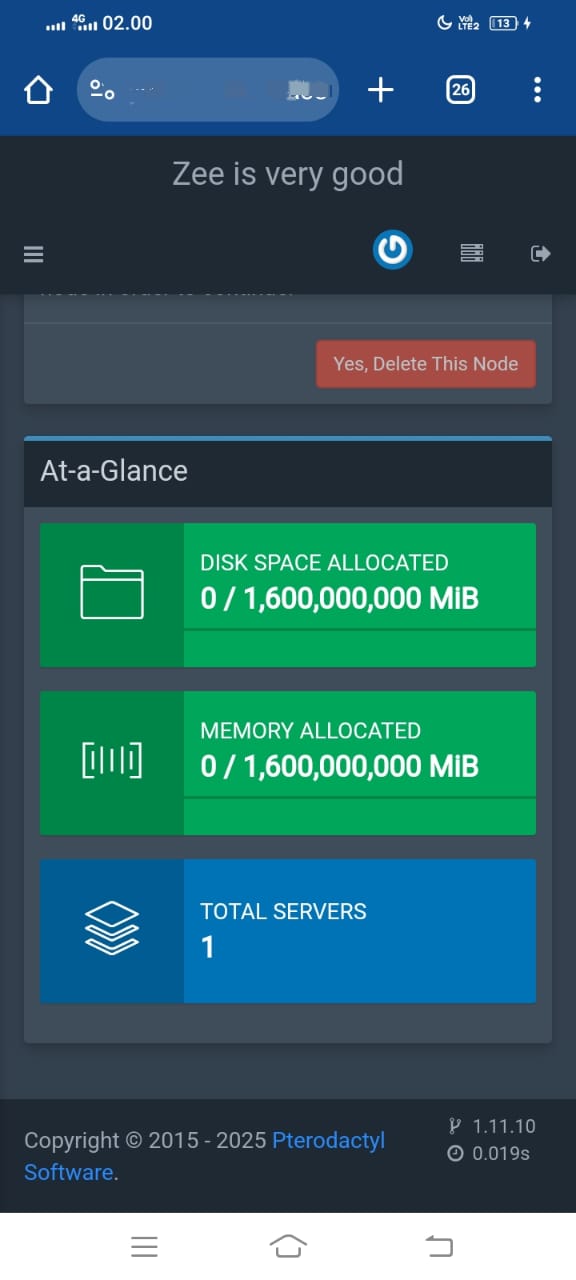 4G 02.00 Vo) LTE2 13
26
Zee is very good
Yes, Delete This Node
At-a-Glance
DISK SPACE ALLOCATED
0 / 1,600,000,000 MiB
MEMORY ALLOCATED
0 / 1,600,000,000 MiB
TOTAL SERVERS
1
Copyright © 2015 - 2025 Pterodactyl
Software.
1.11.10
0.019s